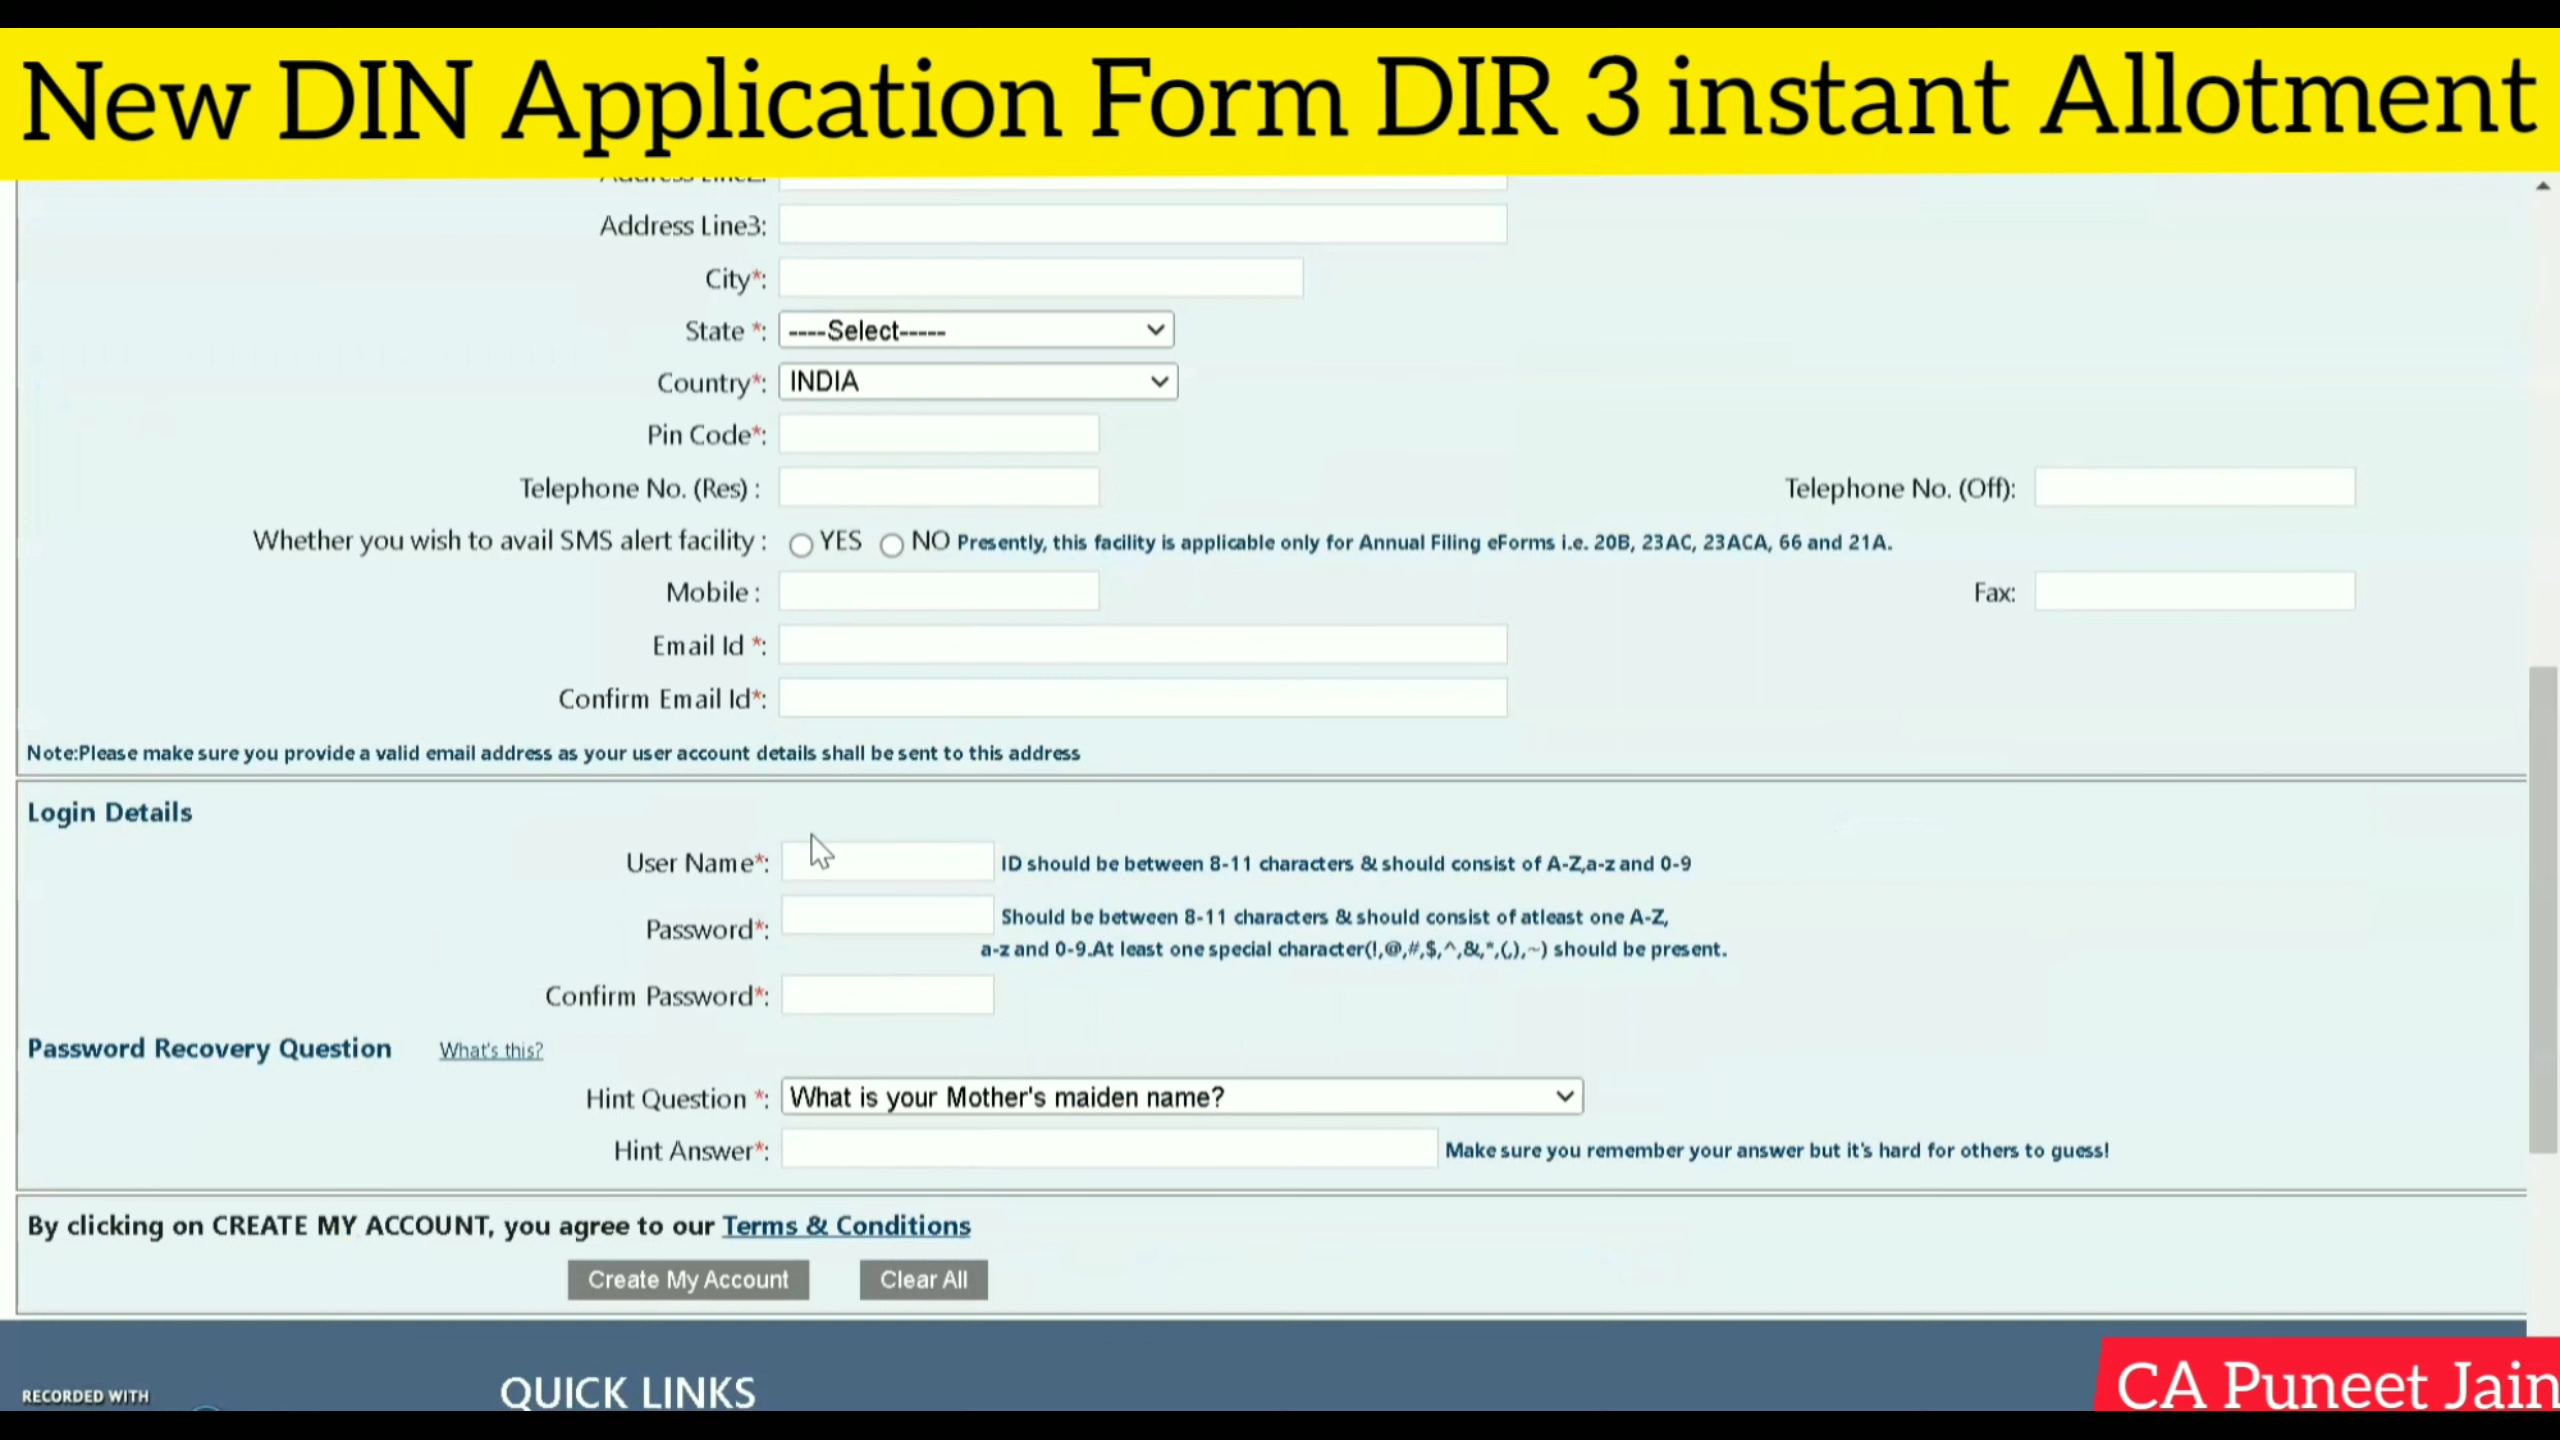 New DIN Application Form DIR 3 instant Allotment
Address Line3:
City*:
State *: ----Select-----
Country*: INDIA
Pin Code*:
Telephone No. (Res) : Telephone No. (Off):
Whether you wish to avail SMS alert facility : YES NO Presently, this facility is applicable only for Annual Filing eForms i.e. 20B, 23AC, 23ACA, 66 and 21A.
Mobile : Fax:
Email Id *:
Confirm Email Id*:
Note:Please make sure you provide a valid email address as your user account details shall be sent to this address
Login Details
User Name*: ID should be between 8-11 characters & should consist of A-Z,a-z and 0-9
Password*: Should be between 8-11 characters & should consist of atleast one A-Z,
a-z and 0-9.At least one special character(!,@,#,$,^,&,*,(,),~) should be present.
Confirm Password*:
Password Recovery Question What's this?
Hint Question *: What is your Mother's maiden name?
Hint Answer*: Make sure you remember your answer but it's hard for others to guess!
By clicking on CREATE MY ACCOUNT, you agree to our Terms & Conditions
Create My Account Clear All
RECORDED WITH QUICK LINKS CA Puneet Jain